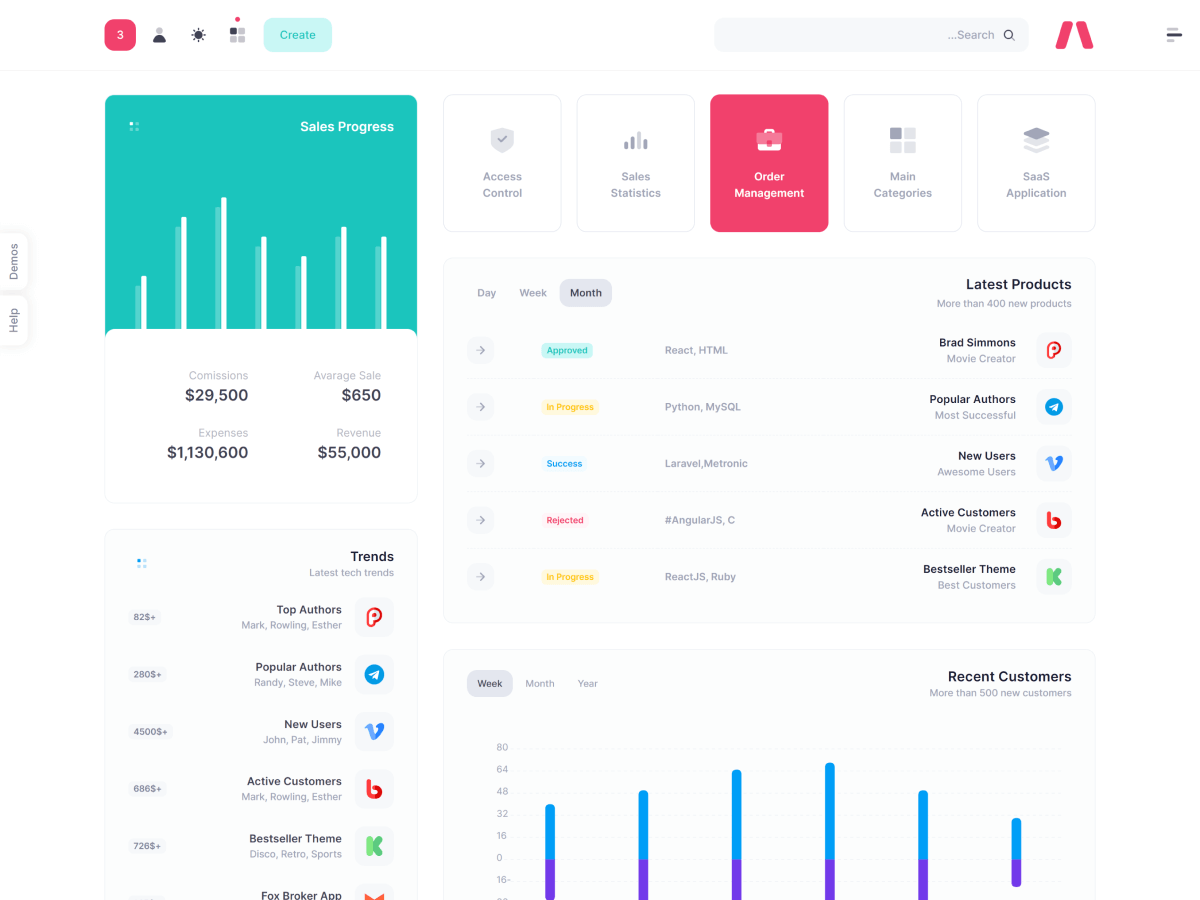 3
Create
...Search
Demos
Help
Sales Progress
Comissions
$29,500
Avarage Sale
$650
Expenses
$1,130,600
Revenue
$55,000
Access
Control
Sales
Statistics
Order
Management
Main
Categories
SaaS
Application
Day
Week
Month
Latest Products
More than 400 new products
Approved
React, HTML
Brad Simmons
Movie Creator
In Progress
Python, MySQL
Popular Authors
Most Successful
Success
Laravel,Metronic
New Users
Awesome Users
Rejected
#AngularJS, C
Active Customers
Movie Creator
In Progress
ReactJS, Ruby
Bestseller Theme
Best Customers
Trends
Latest tech trends
82$+
Top Authors
Mark, Rowling, Esther
280$+
Popular Authors
Randy, Steve, Mike
4500$+
New Users
John, Pat, Jimmy
686$+
Active Customers
Mark, Rowling, Esther
726$+
Bestseller Theme
Disco, Retro, Sports
Fox Broker App
Week
Month
Year
Recent Customers
More than 500 new customers
80
64
48
32
16
0
16-